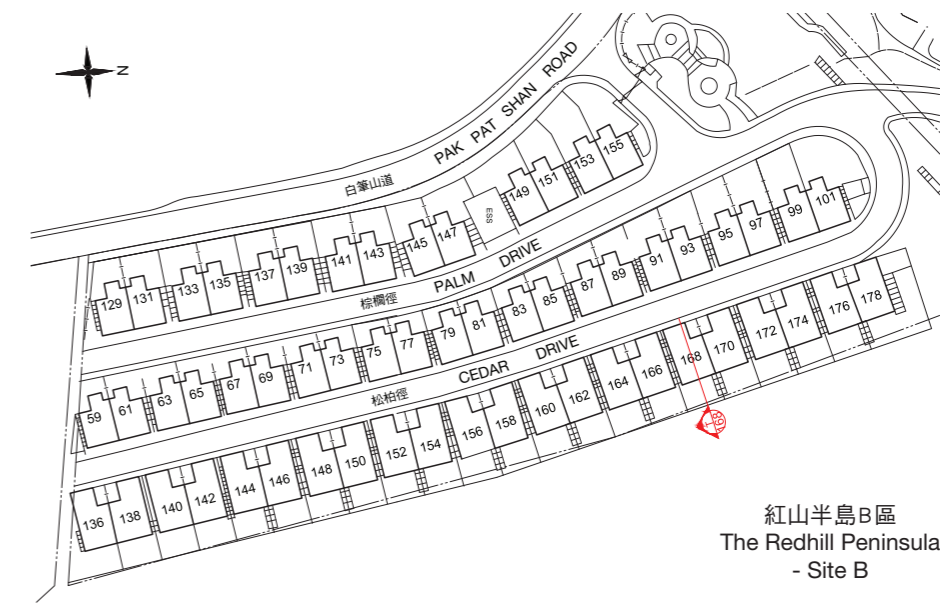 N
PAK PAT SHAN ROAD
白筆山道
129 131 133 135 137 139 141 143 145 147 ESS 149 151 153 155
PALM DRIVE
棕櫚徑
59 61 63 65 67 69 71 73 75 77 79 81 83 85 87 89 91 93 95 97 99 101
CEDAR DRIVE
松柏徑
136 138 140 142 144 146 148 150 152 154 156 158 160 162 164 166 168 170 172 174 176 178
168
紅山半島B區
The Redhill Peninsula
- Site B